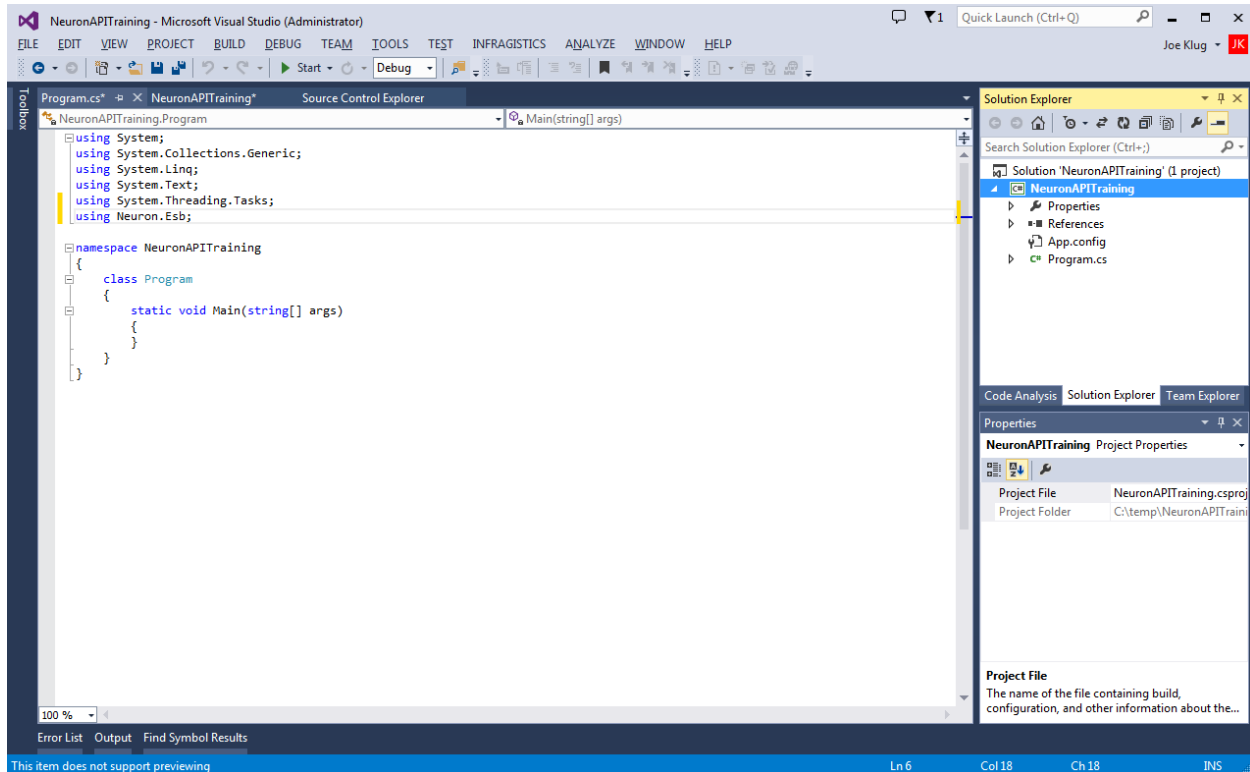 NeuronAPITraining - Microsoft Visual Studio (Administrator)
1
Quick Launch (Ctrl+Q)
FILE EDIT VIEW PROJECT BUILD DEBUG TEAM TOOLS TEST INFRAGISTICS ANALYZE WINDOW HELP
Joe Klug JK
Start Debug
Toolbox
Program.cs* NeuronAPITraining* Source Control Explorer
NeuronAPITraining.Program Main(string[] args)
using System;
using System.Collections.Generic;
using System.Linq;
using System.Text;
using System.Threading.Tasks;
using Neuron.Esb;
namespace NeuronAPITraining
{
class Program
{
static void Main(string[] args)
{
}
}
}
100 %
Solution Explorer
Search Solution Explorer (Ctrl+;)
Solution 'NeuronAPITraining' (1 project)
C# NeuronAPITraining
Properties
References
App.config
C# Program.cs
Code Analysis Solution Explorer Team Explorer
Properties
NeuronAPITraining Project Properties
Project File NeuronAPITraining.csproj
Project Folder C:\temp\NeuronAPITraini
Project File
The name of the file containing build,
configuration, and other information about the...
Error List Output Find Symbol Results
This item does not support previewing
Ln 6 Col 18 Ch 18 INS